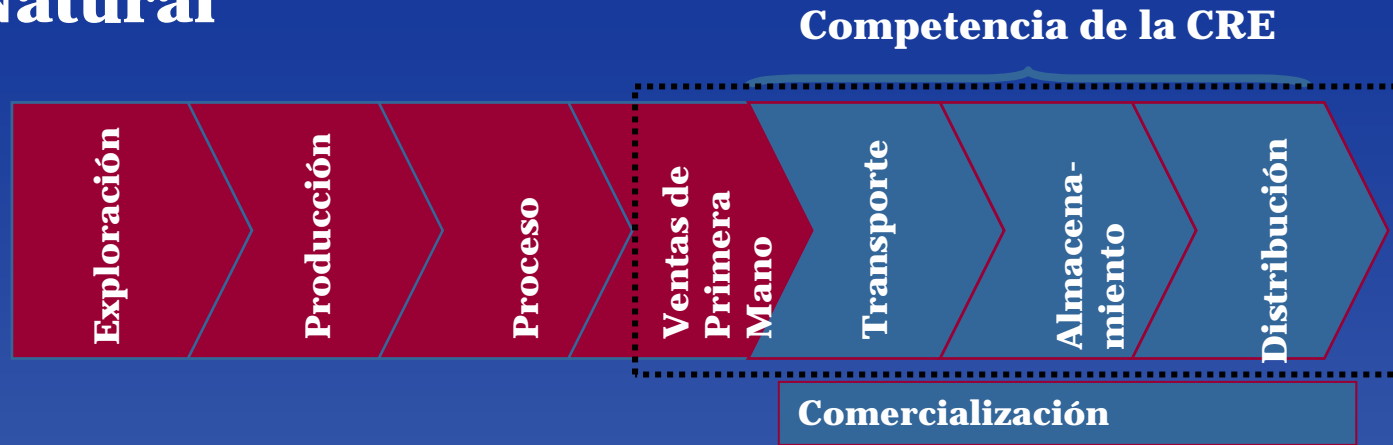 Natural
Competencia de la CRE
Exploración
Producción
Proceso
Ventas de
Primera
Mano
Transporte
Almacena-
miento
Distribución
Comercialización